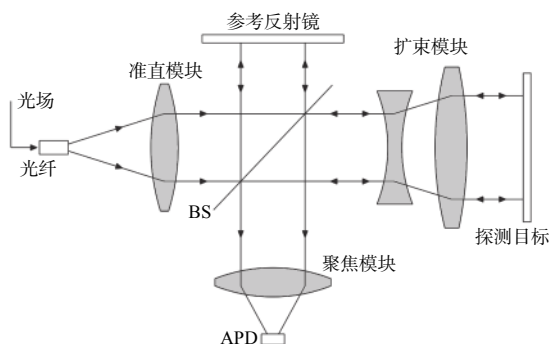 参考反射镜
扩束模块
准直模块
光场
光纤
BS
探测目标
聚焦模块
APD